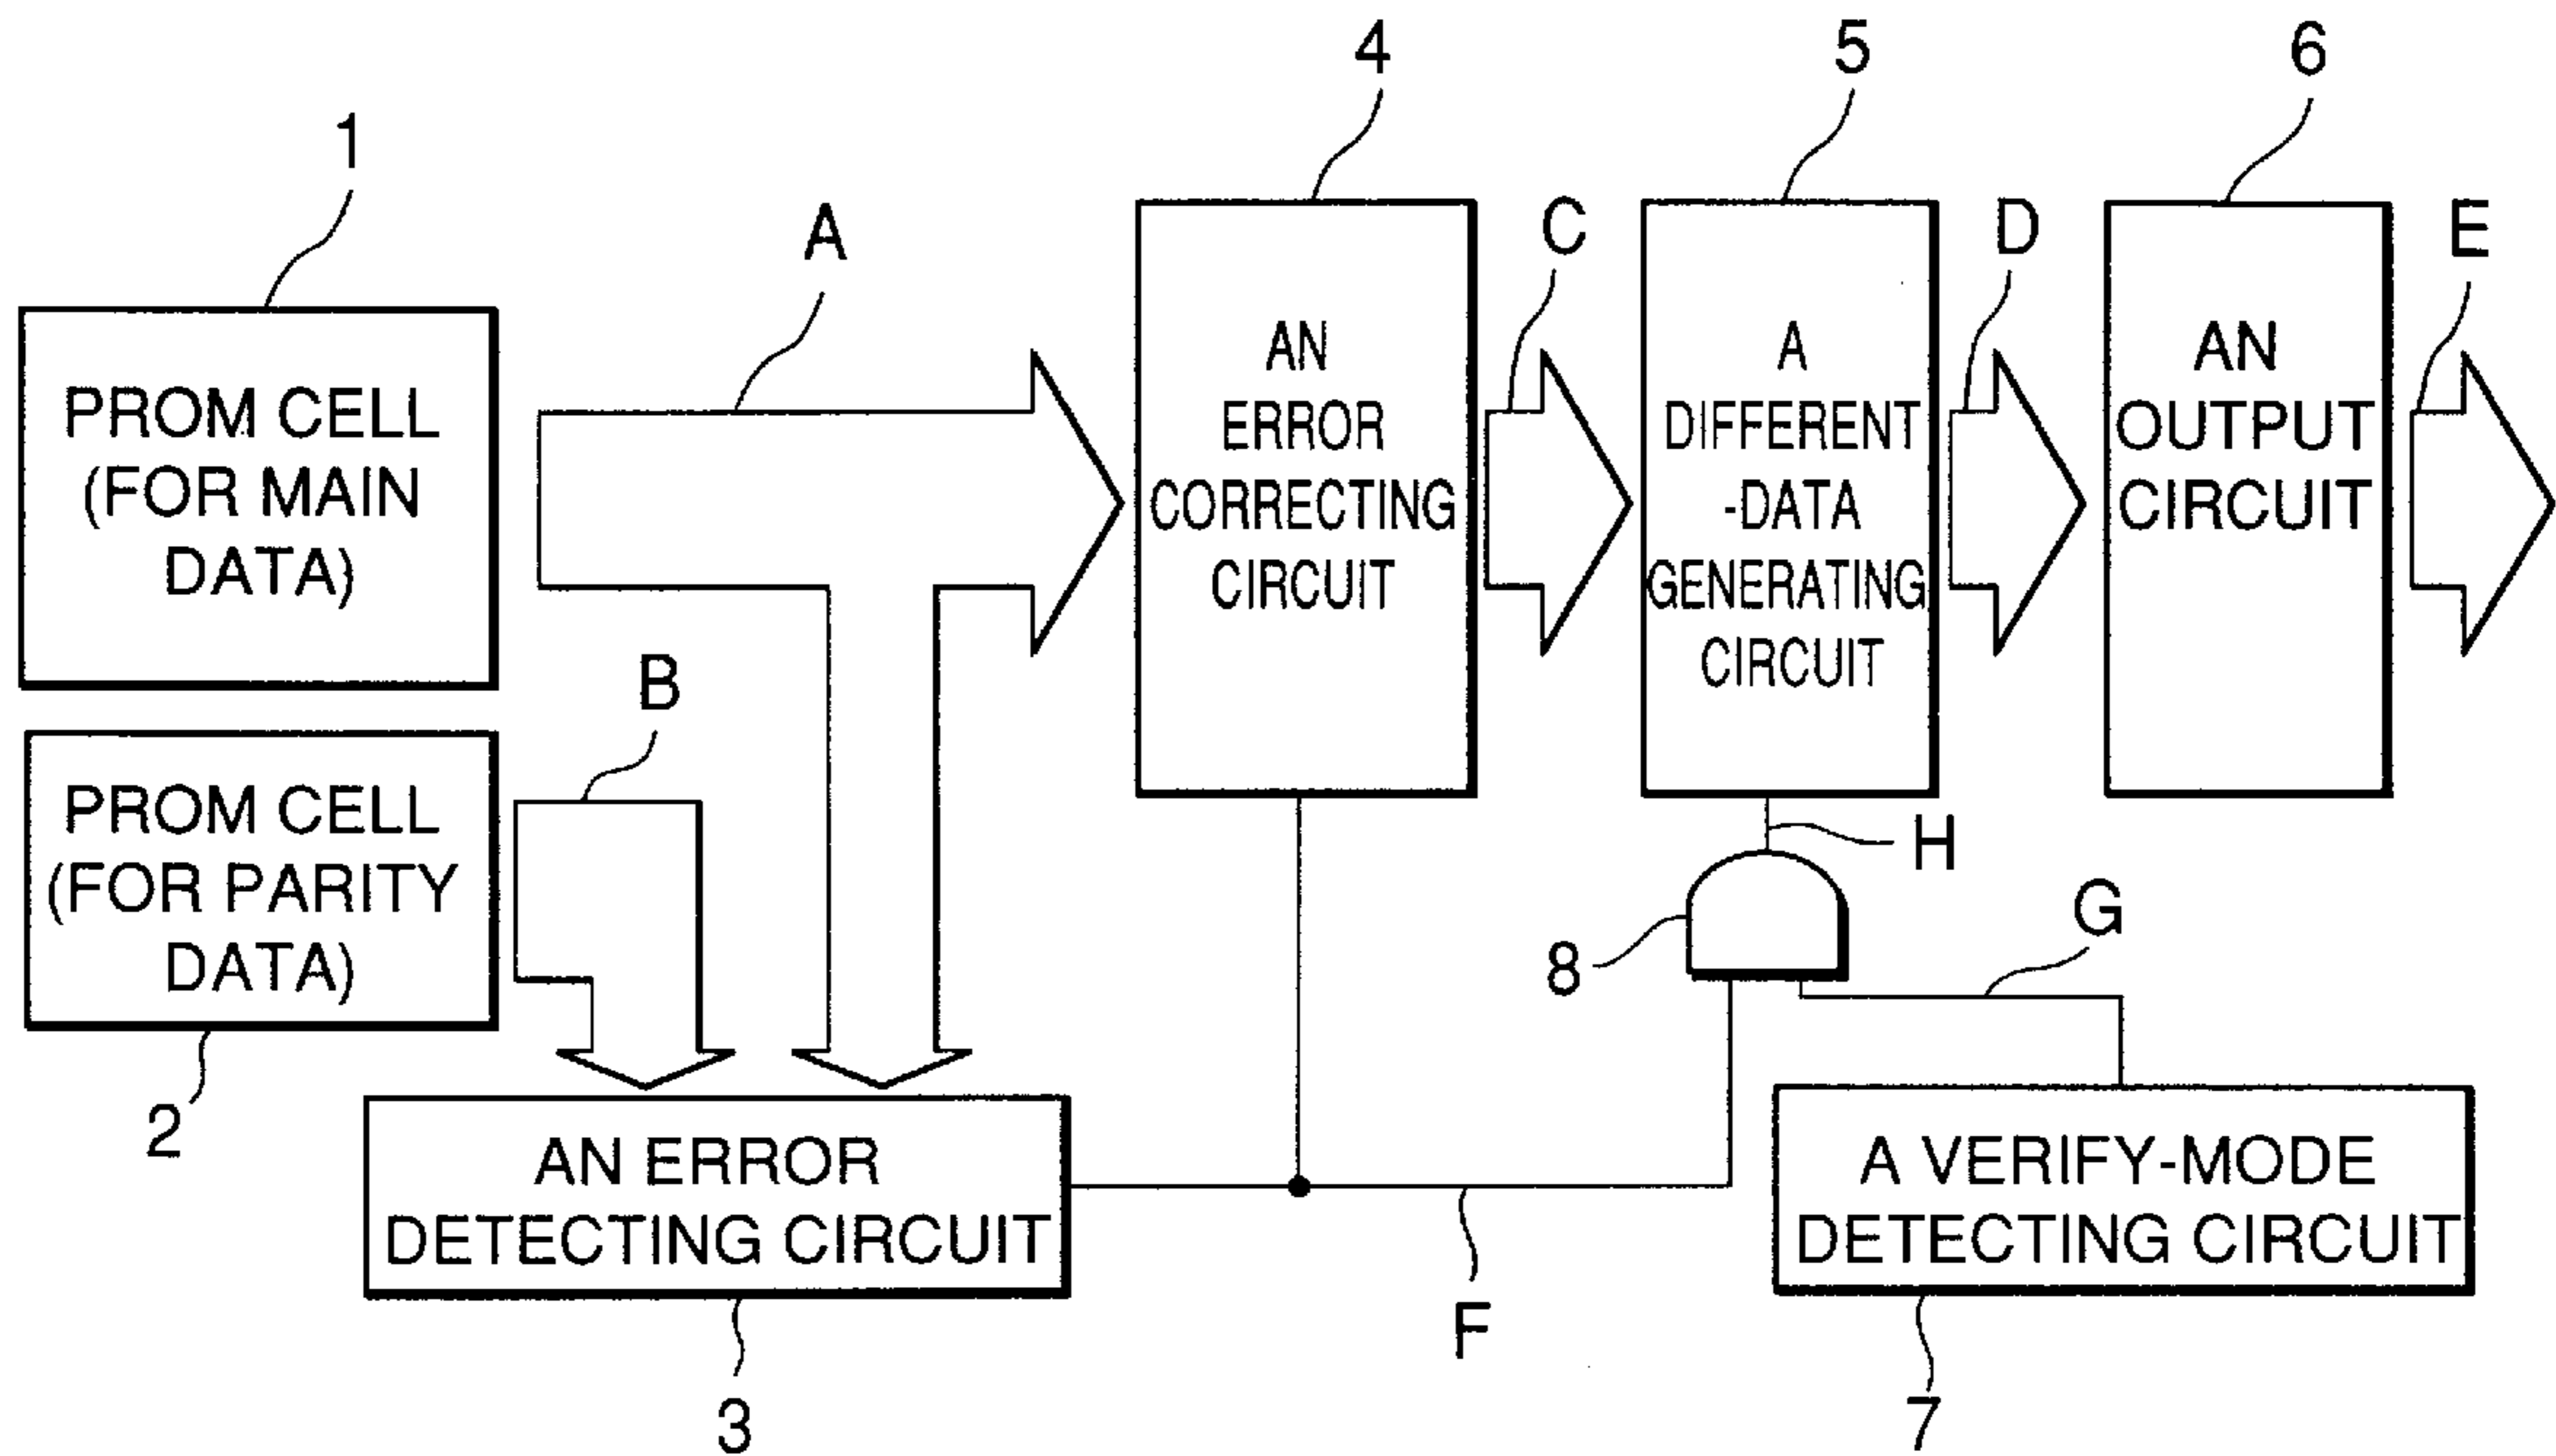 4
5
6
1
A
C
D
E
PROM CELL
(FOR MAIN
DATA)
AN
ERROR
CORRECTING
CIRCUIT
A
DIFFERENT
-DATA
GENERATING
CIRCUIT
AN
OUTPUT
CIRCUIT
B
PROM CELL
(FOR PARITY
DATA)
H
G
8
2
AN ERROR
DETECTING CIRCUIT
A VERIFY-MODE
DETECTING CIRCUIT
F
3
7